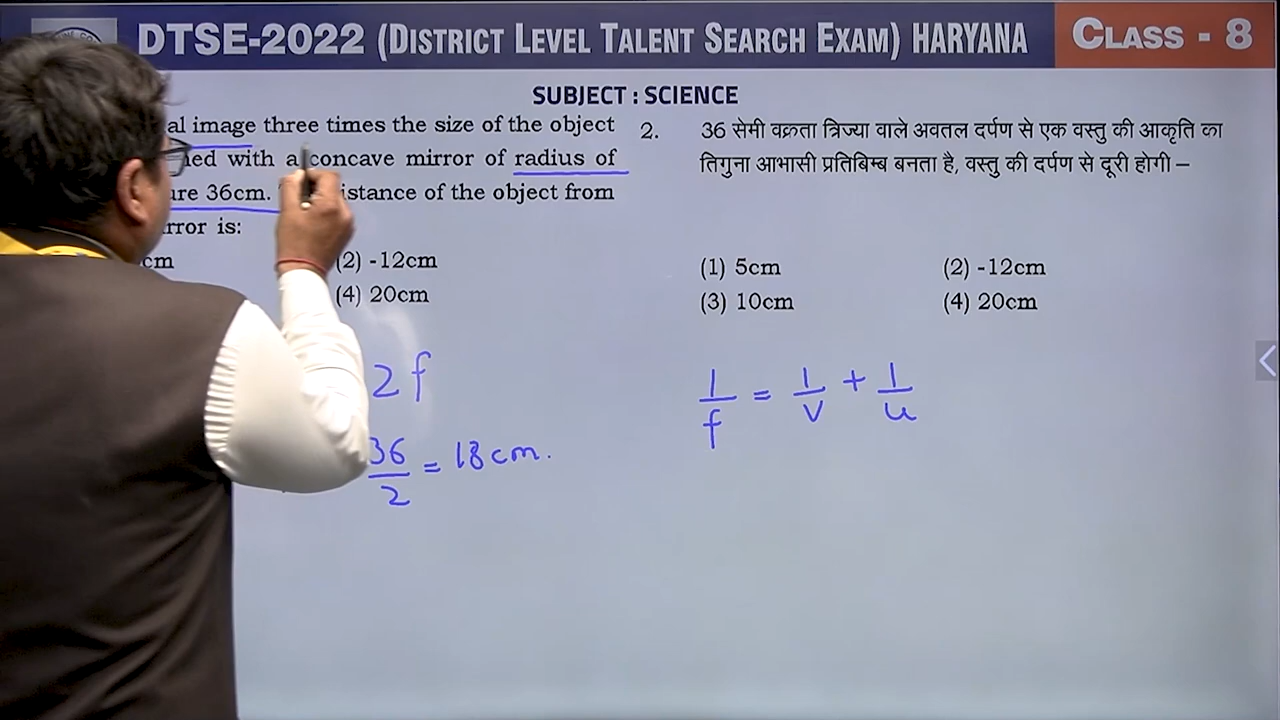 DTSE-2022 (DISTRICT LEVEL TALENT SEARCH EXAM) HARYANA
CLASS - 8
SUBJECT : SCIENCE
al image three times the size of the object
ned with a concave mirror of radius of
ure 36cm. istance of the object from
rror is:
cm
(2) -12cm
(4) 20cm
2f
36/2 = 18cm.
2. 36 सेमी वक्रता त्रिज्या वाले अवतल दर्पण से एक वस्तु की आकृति का
तिगुना आभासी प्रतिबिम्ब बनता है, वस्तु की दर्पण से दूरी होगी –
(1) 5cm (2) -12cm
(3) 10cm (4) 20cm
1/f = 1/v + 1/u